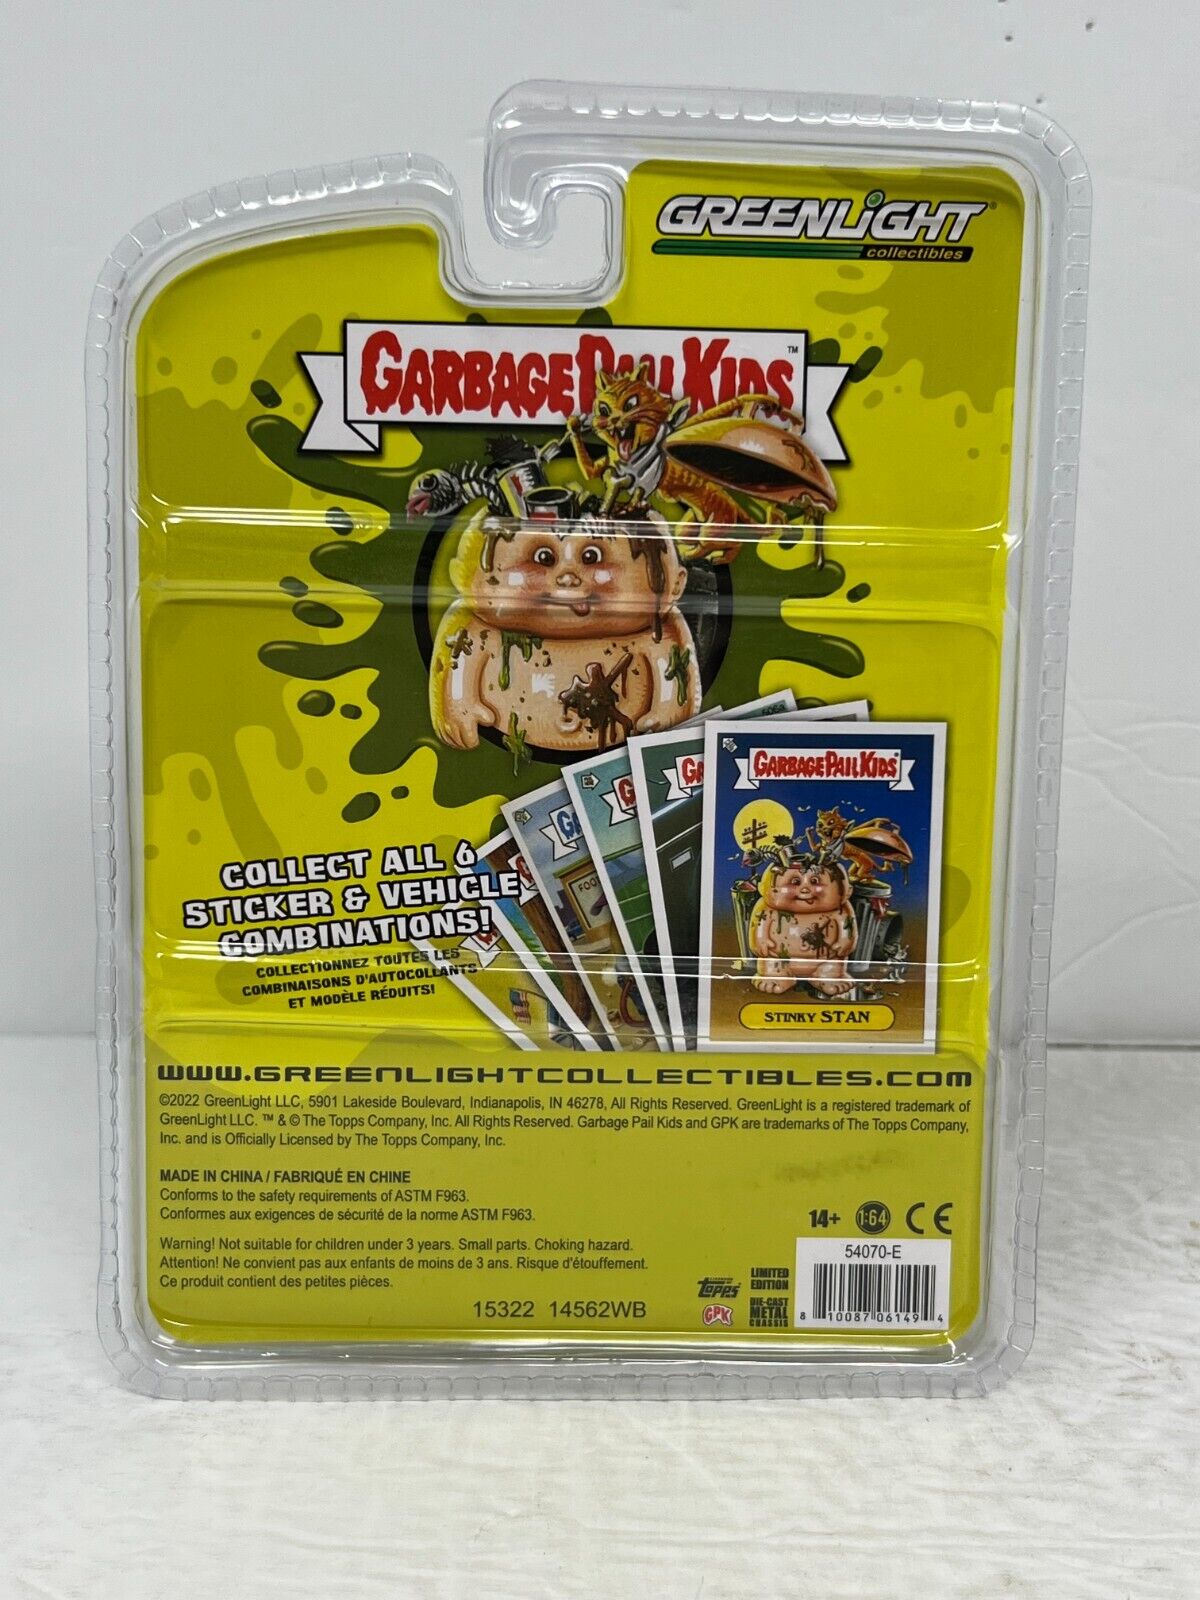 GREENLiGHT®
collectibles
GARBAGE PAIL KIDS™
606a
GARBAGE PAIL KIDS
FOO
COLLECT ALL 6
STICKER & VEHICLE
COMBINATIONS!
COLLECTIONNEZ TOUTES LES
COMBINAISONS D'AUTOCOLLANTS
ET MODÈLE RÉDUITS!
STINKY STAN
WWW.GREENLIGHTCOLLECTIBLES.COM
©2022 GreenLight LLC, 5901 Lakeside Boulevard, Indianapolis, IN 46278, All Rights Reserved. GreenLight is a registered trademark of
GreenLight LLC. ™ & © The Topps Company, Inc. All Rights Reserved. Garbage Pail Kids and GPK are trademarks of The Topps Company,
Inc. and is Officially Licensed by The Topps Company, Inc.
MADE IN CHINA / FABRIQUÉ EN CHINE
Conforms to the safety requirements of ASTM F963.
Conformes aux exigences de sécurité de la norme ASTM F963.
14+ 1:64 CE
Warning! Not suitable for children under 3 years. Small parts. Choking hazard.
Attention! Ne convient pas aux enfants de moins de 3 ans. Risque d'étouffement.
Ce produit contient des petites pièces.
15322 14562WB
Topps
GPK
LIMITED
EDITION
DIE-CAST
METAL
CHASSIS
54070-E
8 10087 06149 4